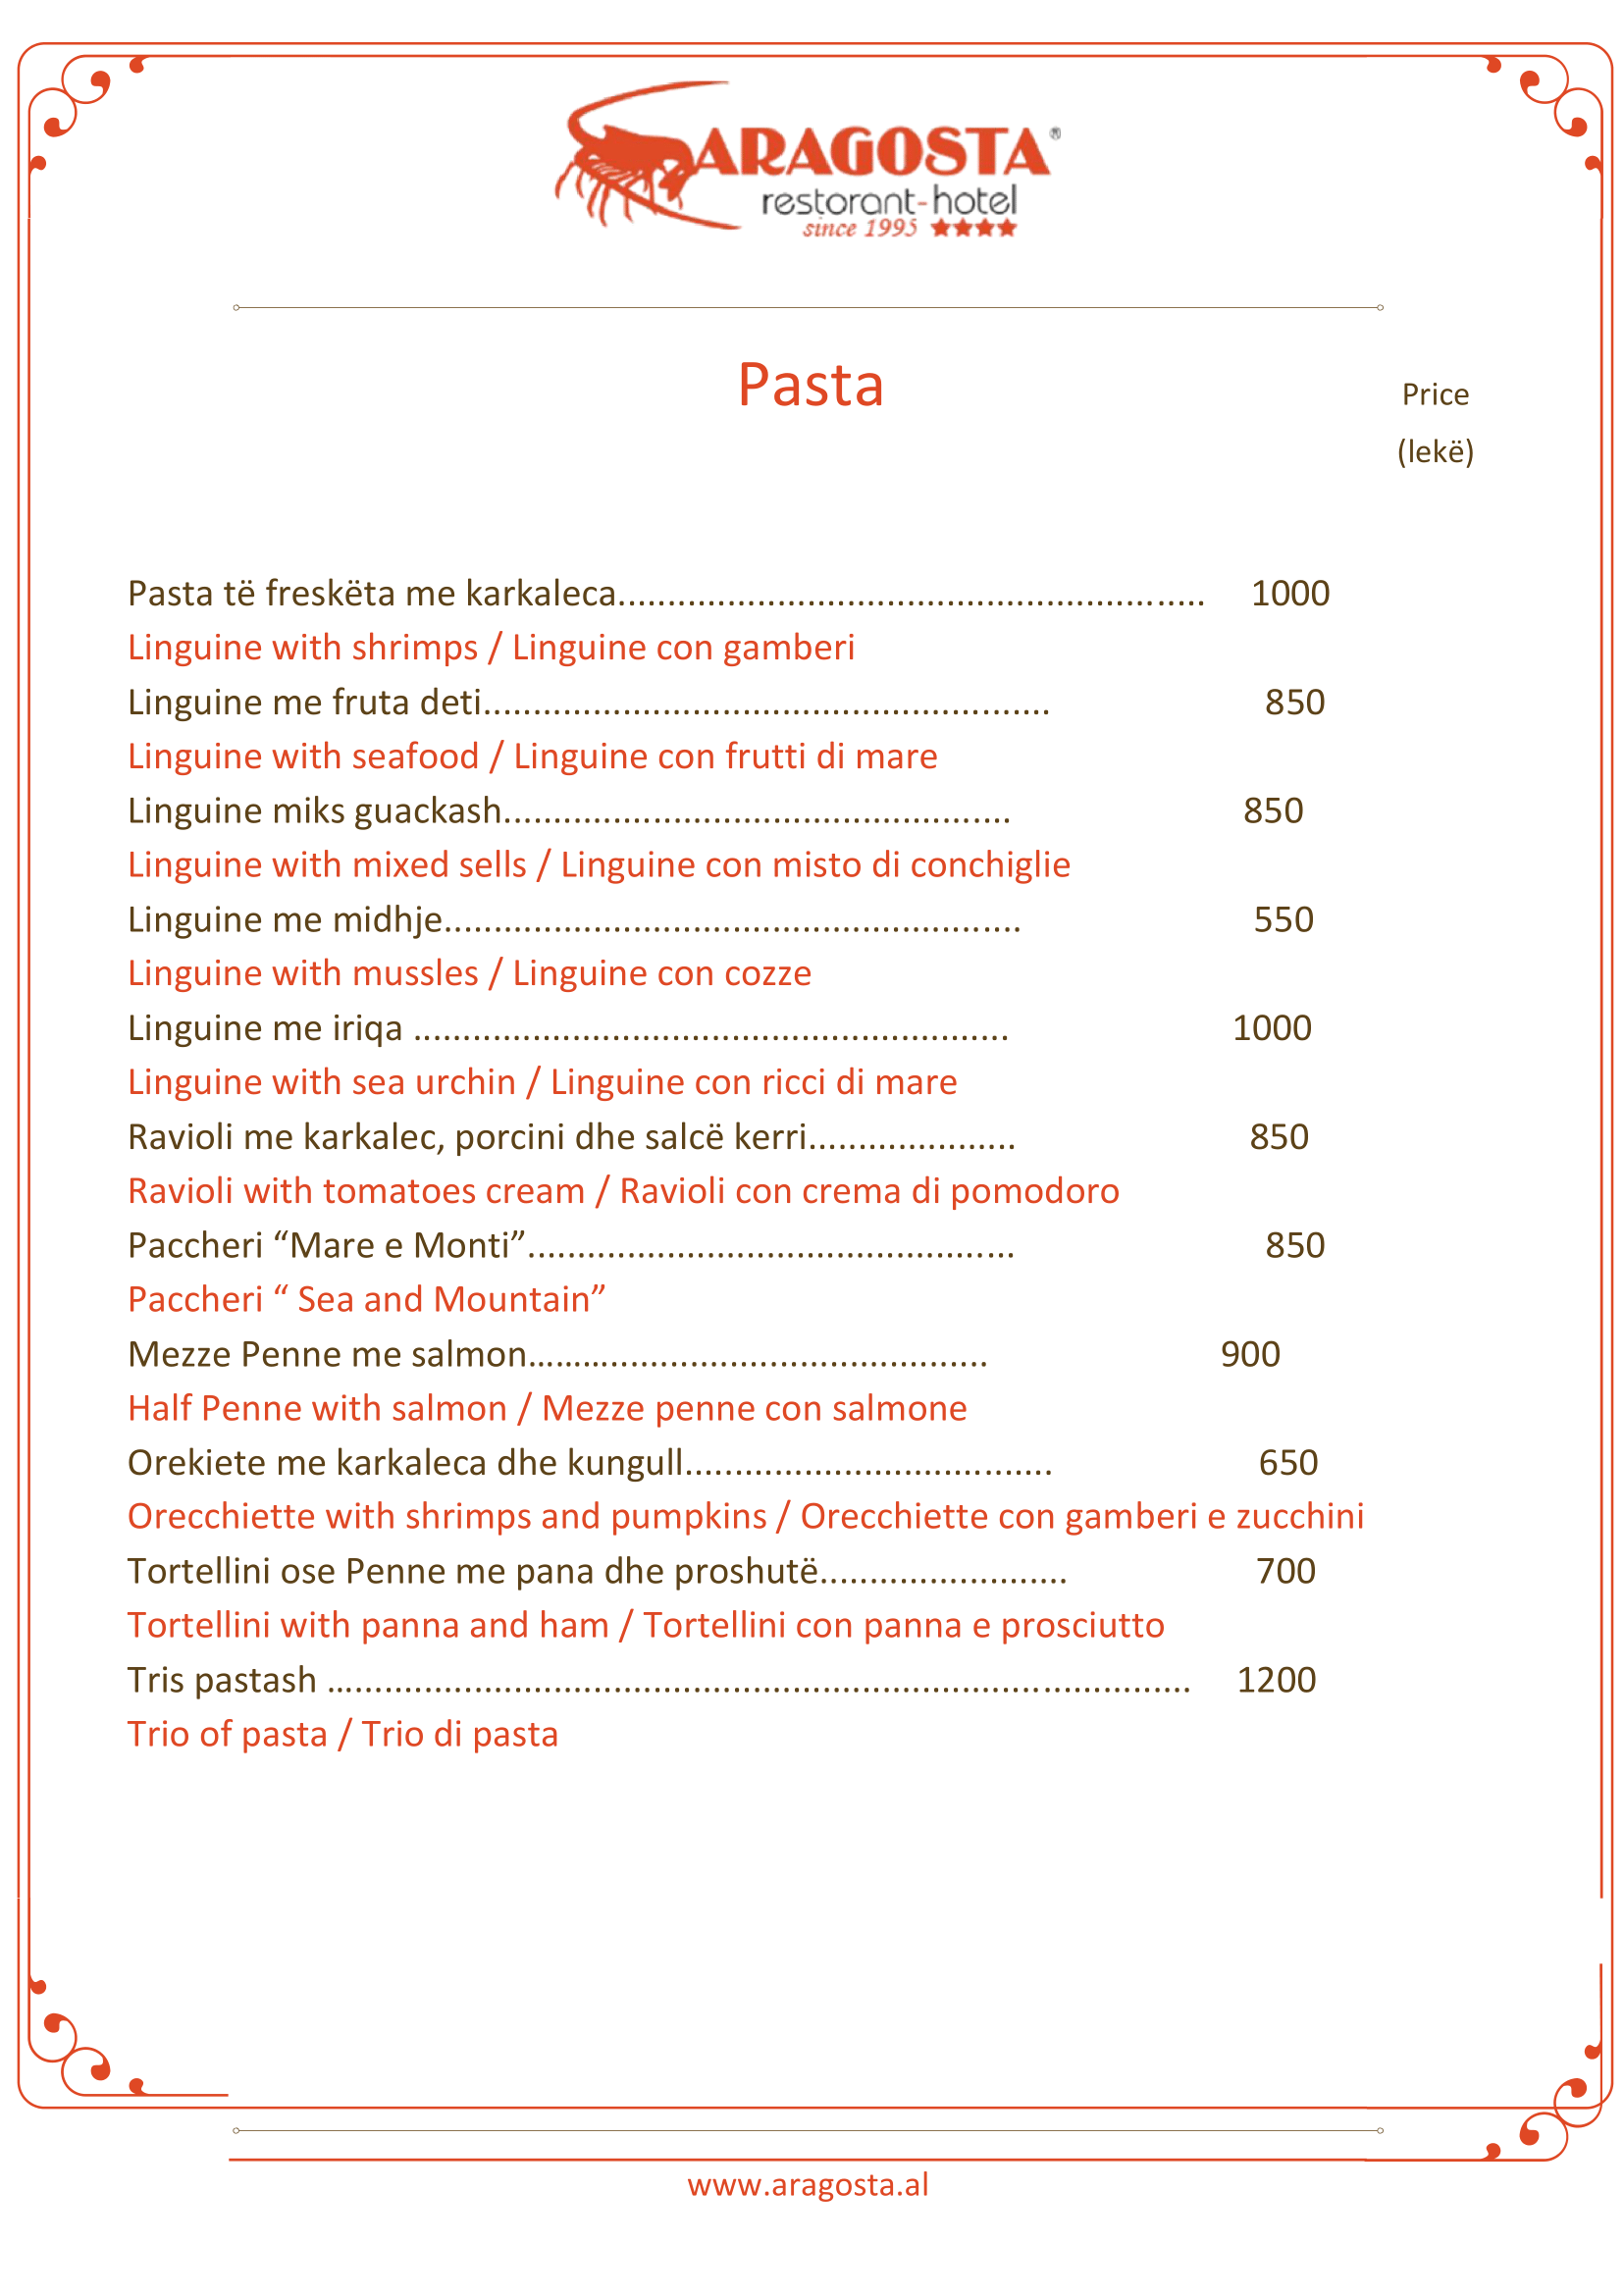 ARAGOSTA®
restorant-hotel
since 1995
Pasta
Price
(lekë)
Pasta të freskëta me karkaleca........................................................... 1000
Linguine with shrimps / Linguine con gamberi
Linguine me fruta deti......................................................... 850
Linguine with seafood / Linguine con frutti di mare
Linguine miks guackash................................................... 850
Linguine with mixed sells / Linguine con misto di conchiglie
Linguine me midhje.......................................................... 550
Linguine with mussles / Linguine con cozze
Linguine me iriqa ............................................................ 1000
Linguine with sea urchin / Linguine con ricci di mare
Ravioli me karkalec, porcini dhe salcë kerri..................... 850
Ravioli with tomatoes cream / Ravioli con crema di pomodoro
Paccheri “Mare e Monti”................................................. 850
Paccheri “ Sea and Mountain”
Mezze Penne me salmon.............................................. 900
Half Penne with salmon / Mezze penne con salmone
Orekiete me karkaleca dhe kungull..................................... 650
Orecchiette with shrimps and pumpkins / Orecchiette con gamberi e zucchini
Tortellini ose Penne me pana dhe proshutë......................... 700
Tortellini with panna and ham / Tortellini con panna e prosciutto
Tris pastash ....................................................................................... 1200
Trio of pasta / Trio di pasta
www.aragosta.al